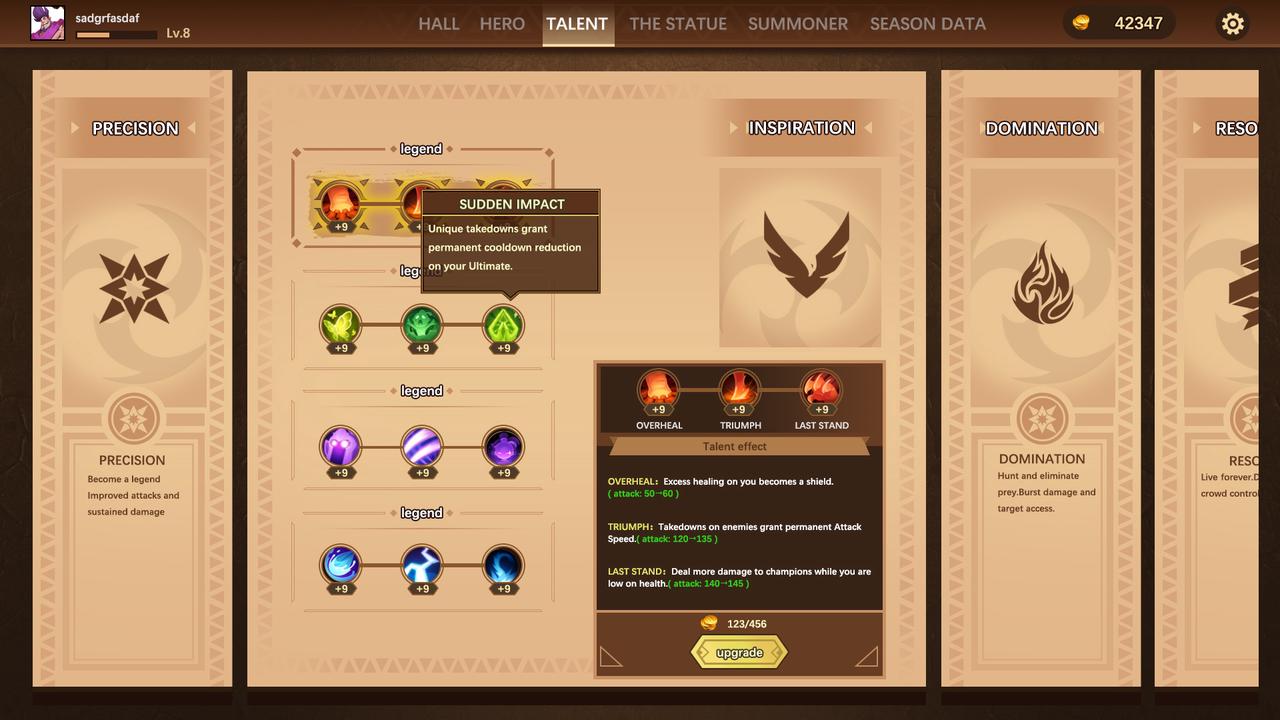 sadgrfasdaf
Lv.8
HALL
HERO
TALENT
THE STATUE
SUMMONER
SEASON DATA
42347
PRECISION
PRECISION
Become a legend
Improved attacks and
sustained damage
legend
+9
SUDDEN IMPACT
Unique takedowns grant
permanent cooldown reduction
on your Ultimate.
+9
+9
+9
legend
+9
+9
+9
legend
+9
+9
+9
INSPIRATION
+9
+9
+9
OVERHEAL
TRIUMPH
LAST STAND
Talent effect
OVERHEAL: Excess healing on you becomes a shield.
( attack: 50→60 )
TRIUMPH: Takedowns on enemies grant permanent Attack
Speed.( attack: 120→135 )
LAST STAND: Deal more damage to champions while you are
low on health.( attack: 140→145 )
123/456
upgrade
DOMINATION
DOMINATION
Hunt and eliminate
prey.Burst damage and
target access.
RESO
RESO
Live forever.D
crowd contro